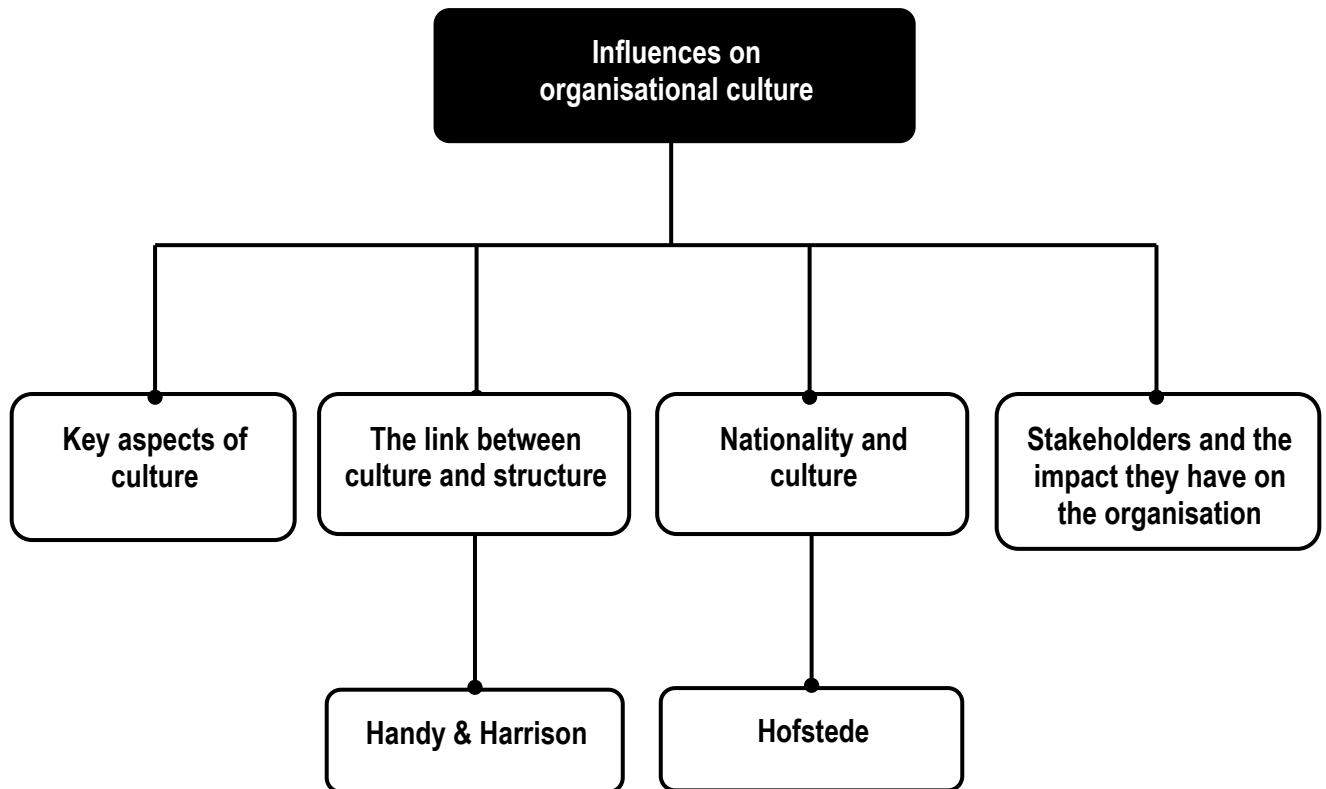 Influences on
organisational culture
Key aspects of
culture
The link between
culture and structure
Nationality and
culture
Stakeholders and the
impact they have on
the organisation
Handy & Harrison
Hofstede